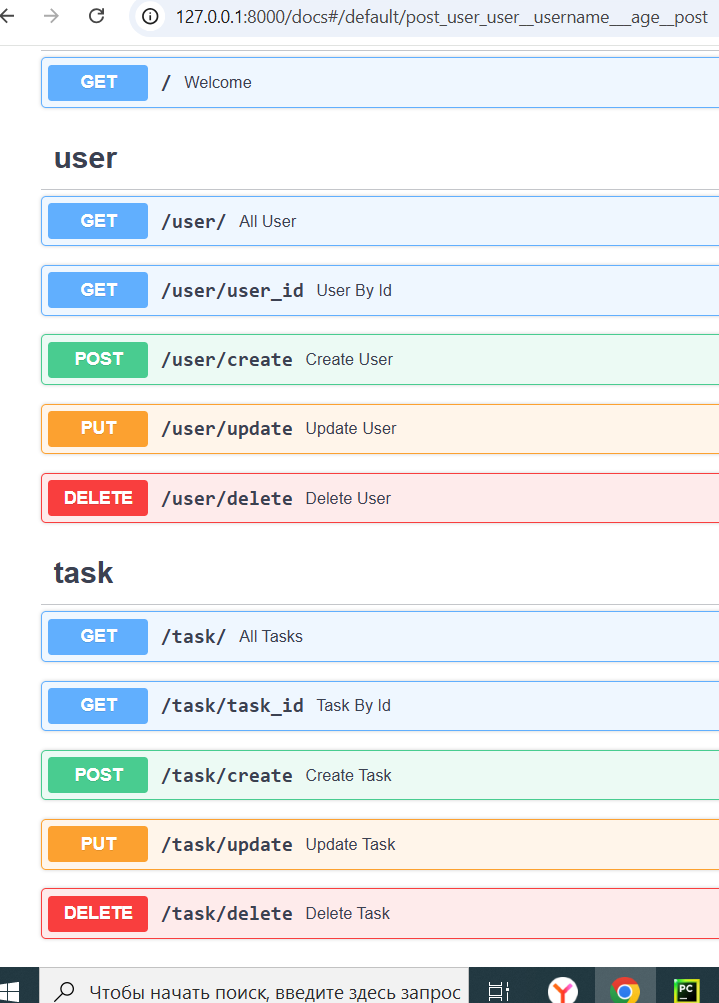 127.0.0.1:8000/docs#/default/post_user_user__username___age__post
GET / Welcome
user
GET /user/ All User
GET /user/user_id User By Id
POST /user/create Create User
PUT /user/update Update User
DELETE /user/delete Delete User
task
GET /task/ All Tasks
GET /task/task_id Task By Id
POST /task/create Create Task
PUT /task/update Update Task
DELETE /task/delete Delete Task
Чтобы начать поиск, введите здесь запрос
PC